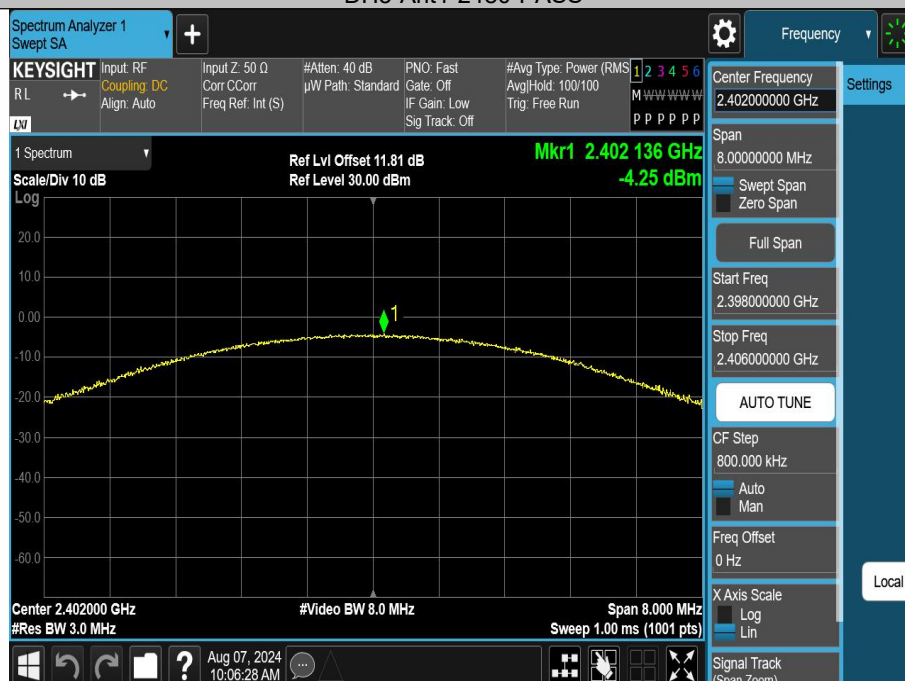 Spectrum Analyzer 1
Swept SA
Frequency
KEYSIGHT
RL
LXI
Input: RF
Coupling: DC
Align: Auto
Input Z: 50 Ω
Corr CCorr
Freq Ref: Int (S)
#Atten: 40 dB
µW Path: Standard
PNO: Fast
Gate: Off
IF Gain: Low
Sig Track: Off
#Avg Type: Power (RMS
Avg|Hold: 100/100
Trig: Free Run
1 2 3 4 5 6
M W W W W W
P P P P P P
1 Spectrum
Scale/Div 10 dB
Log
Ref Lvl Offset 11.81 dB
Ref Level 30.00 dBm
Mkr1 2.402 136 GHz
-4.25 dBm
20.0
10.0
0.00
-10.0
-20.0
-30.0
-40.0
-50.0
-60.0
1
Center 2.402000 GHz
#Res BW 3.0 MHz
#Video BW 8.0 MHz
Span 8.000 MHz
Sweep 1.00 ms (1001 pts)
Aug 07, 2024
10:06:28 AM
Center Frequency
2.402000000 GHz
Settings
Span
8.00000000 MHz
Swept Span
Zero Span
Full Span
Start Freq
2.398000000 GHz
Stop Freq
2.406000000 GHz
AUTO TUNE
CF Step
800.000 kHz
Auto
Man
Freq Offset
0 Hz
X Axis Scale
Log
Lin
Local
Signal Track
(Span Zoom)